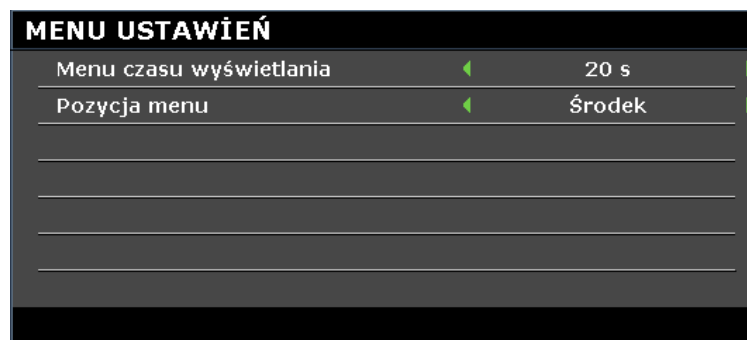 MENU USTAWİEŃ
Menu czasu wyświetlania 20 s
Pozycja menu Środek